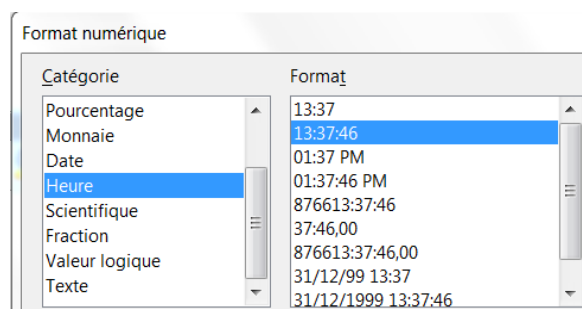 Format numérique
Catégorie
Format
Pourcentage
Monnaie
Date
Heure
Scientifique
Fraction
Valeur logique
Texte
13:37
13:37:46
01:37 PM
01:37:46 PM
876613:37:46
37:46,00
876613:37:46,00
31/12/99 13:37
31/12/1999 13:37:46